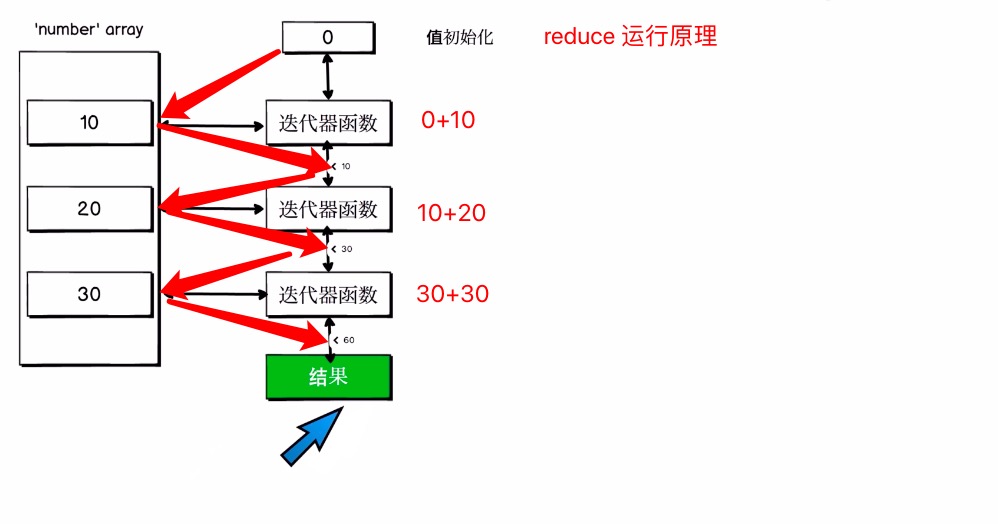 'number' array
0
值初始化
reduce 运行原理
10
迭代器函数
0+10
< 10
20
迭代器函数
10+20
< 30
30
迭代器函数
30+30
< 60
结果